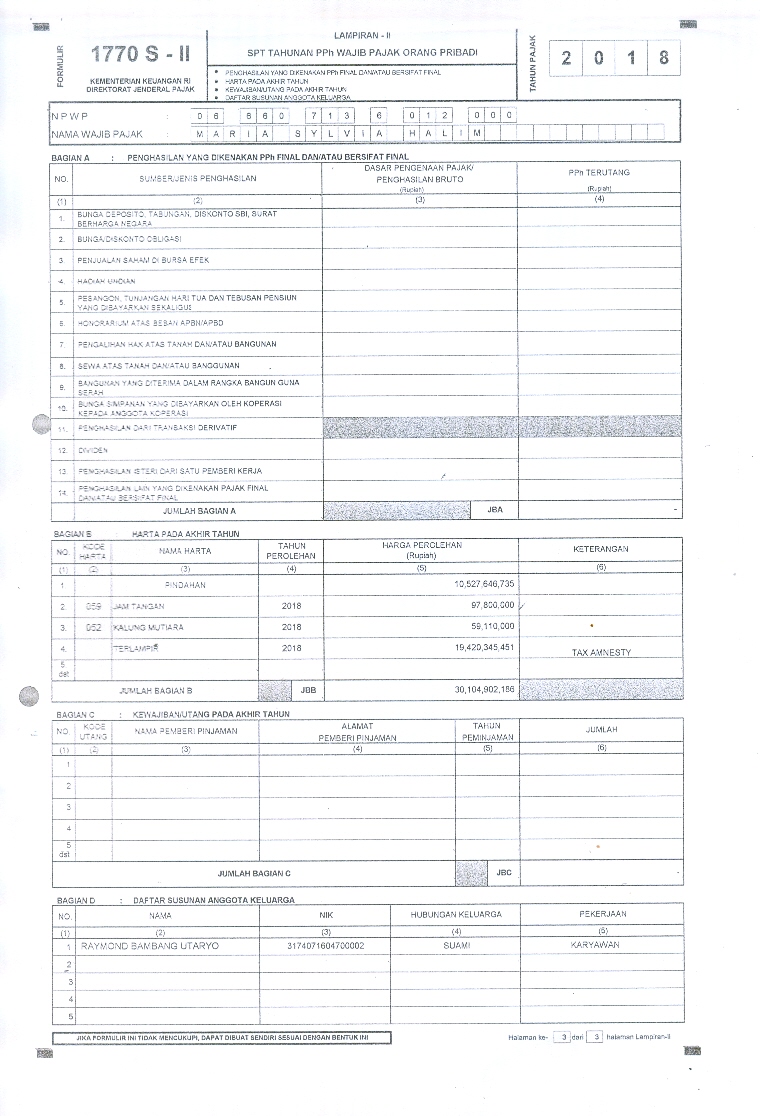 FORMULIR
1770 S - II
KEMENTERIAN KEUANGAN RI
DIREKTORAT JENDERAL PAJAK
LAMPIRAN - II
SPT TAHUNAN PPh WAJIB PAJAK ORANG PRIBADI
▪ PENGHASILAN YANG DIKENAKAN PPh FINAL DAN/ATAU BERSIFAT FINAL
▪ HARTA PADA AKHIR TAHUN
▪ KEWAJIBAN/UTANG PADA AKHIR TAHUN
▪ DAFTAR SUSUNAN ANGGOTA KELUARGA
TAHUN PAJAK
2 0 1 8
N P W P : 0 6 6 6 0 7 1 3 6 0 1 2 0 0 0
NAMA WAJIB PAJAK : M A R I A S Y L V I A H A L I M
BAGIAN A : PENGHASILAN YANG DIKENAKAN PPh FINAL DAN/ATAU BERSIFAT FINAL
NO. SUMBER/JENIS PENGHASILAN DASAR PENGENAAN PAJAK/ PENGHASILAN BRUTO (Rupiah) PPh TERUTANG (Rupiah)
(1) (2) (3) (4)
1. BUNGA DEPOSITO, TABUNGAN, DISKONTO SBI, SURAT
BERHARGA NEGARA
2. BUNGA/DISKONTO OBLIGASI
3. PENJUALAN SAHAM DI BURSA EFEK
4. HADIAH UNDIAN
5. PESANGON, TUNJANGAN HARI TUA DAN TEBUSAN PENSIUN
YANG DIBAYARKAN SEKALIGUS
6. HONORARIUM ATAS BEBAN APBN/APBD
7. PENGALIHAN HAK ATAS TANAH DAN/ATAU BANGUNAN
8. SEWA ATAS TANAH DAN/ATAU BANGGUNAN
9. BANGUNAN YANG DITERIMA DALAM RANGKA BANGUN GUNA
SERAH
10. BUNGA SIMPANAN YANG DIBAYARKAN OLEH KOPERASI
KEPADA ANGGOTA KOPERASI
11. PENGHASILAN DARI TRANSAKSI DERIVATIF
12. DIVIDEN
13. PENGHASILAN ISTERI DARI SATU PEMBERI KERJA
14. PENGHASILAN LAIN YANG DIKENAKAN PAJAK FINAL
DAN/ATAU BERSIFAT FINAL
JUMLAH BAGIAN A JBA -
BAGIAN B : HARTA PADA AKHIR TAHUN
NO. KODE HARTA NAMA HARTA TAHUN PEROLEHAN HARGA PEROLEHAN (Rupiah) KETERANGAN
(1) (2) (3) (4) (5) (6)
1 PINDAHAN 10,527,646,735
2. 059 JAM TANGAN 2018 97,800,000
3. 052 KALUNG MUTIARA 2018 59,110,000
4. TERLAMPIR 2018 19,420,345,451 TAX AMNESTY
5
dst
JUMLAH BAGIAN B JBB 30,104,902,186
BAGIAN C : KEWAJIBAN/UTANG PADA AKHIR TAHUN
NO. KODE UTANG NAMA PEMBERI PINJAMAN ALAMAT PEMBERI PINJAMAN TAHUN PEMINJAMAN JUMLAH
(1) (2) (3) (4) (5) (6)
1
2
3
4
5
dst
JUMLAH BAGIAN C JBC
BAGIAN D : DAFTAR SUSUNAN ANGGOTA KELUARGA
NO. NAMA NIK HUBUNGAN KELUARGA PEKERJAAN
(1) (2) (3) (4) (5)
1 RAYMOND BAMBANG UTARYO 3174071604700002 SUAMI KARYAWAN
2
3
4
5
JIKA FORMULIR INI TIDAK MENCUKUPI, DAPAT DIBUAT SENDIRI SESUAI DENGAN BENTUK INI
Halaman ke- 3 dari 3 halaman Lampiran-II